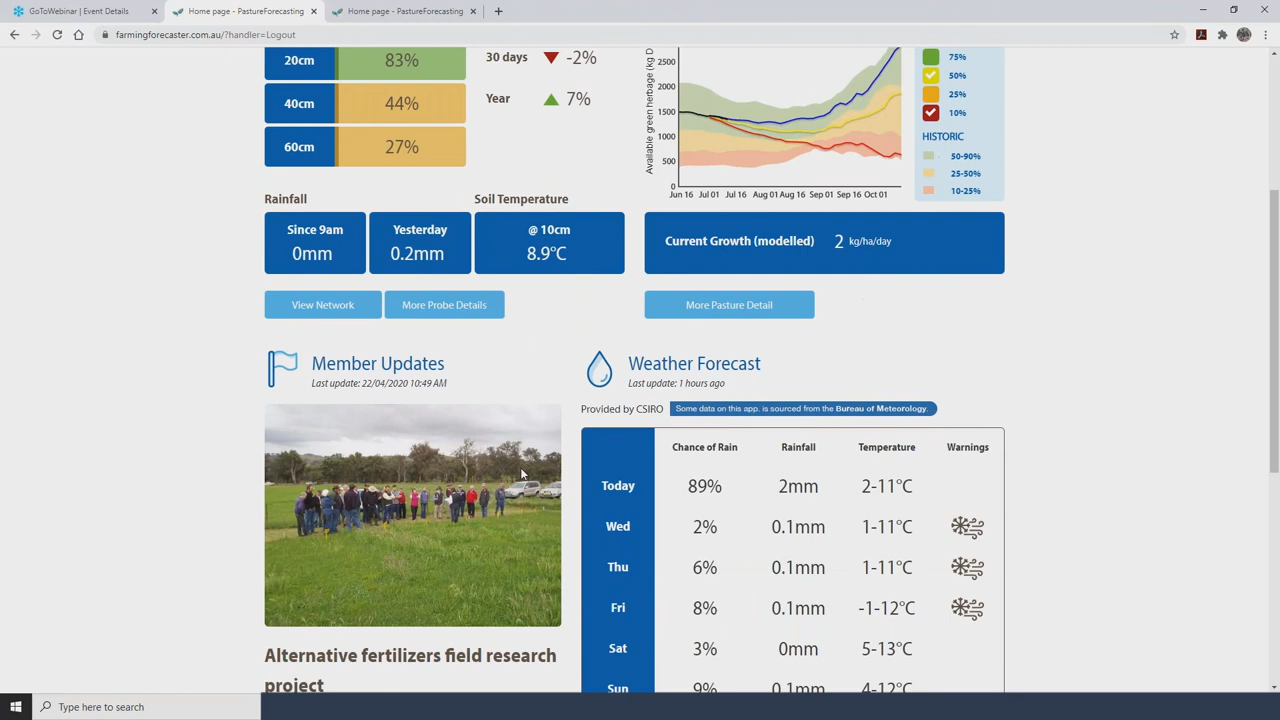 GoToWebinar | Event Details
Home page - PastureForecasting
Home page - PastureForecasting
farmingforecaster.com.au/?handler=Logout
20cm 83%
40cm 44%
60cm 27%
30 days -2%
Year 7%
Available green herbage (kg D
2500
2000
1500
1000
500
0
Jun 16 Jul 01 Jul 16 Aug 01 Aug 16 Sep 01 Sep 16 Oct 01
75%
50%
25%
10%
HISTORIC
50-90%
25-50%
10-25%
Rainfall
Since 9am
0mm
Yesterday
0.2mm
Soil Temperature
@ 10cm
8.9°C
Current Growth (modelled) 2 kg/ha/day
View Network
More Probe Details
More Pasture Detail
Member Updates
Last update: 22/04/2020 10:49 AM
Weather Forecast
Last update: 1 hours ago
Provided by CSIRO
Some data on this app. is sourced from the Bureau of Meteorology.
Chance of Rain Rainfall Temperature Warnings
Today 89% 2mm 2-11°C
Wed 2% 0.1mm 1-11°C
Thu 6% 0.1mm 1-11°C
Fri 8% 0.1mm -1-12°C
Sat 3% 0mm 5-13°C
Sun 9% 0.1mm 4-12°C
Alternative fertilizers field research
project
Type here to search